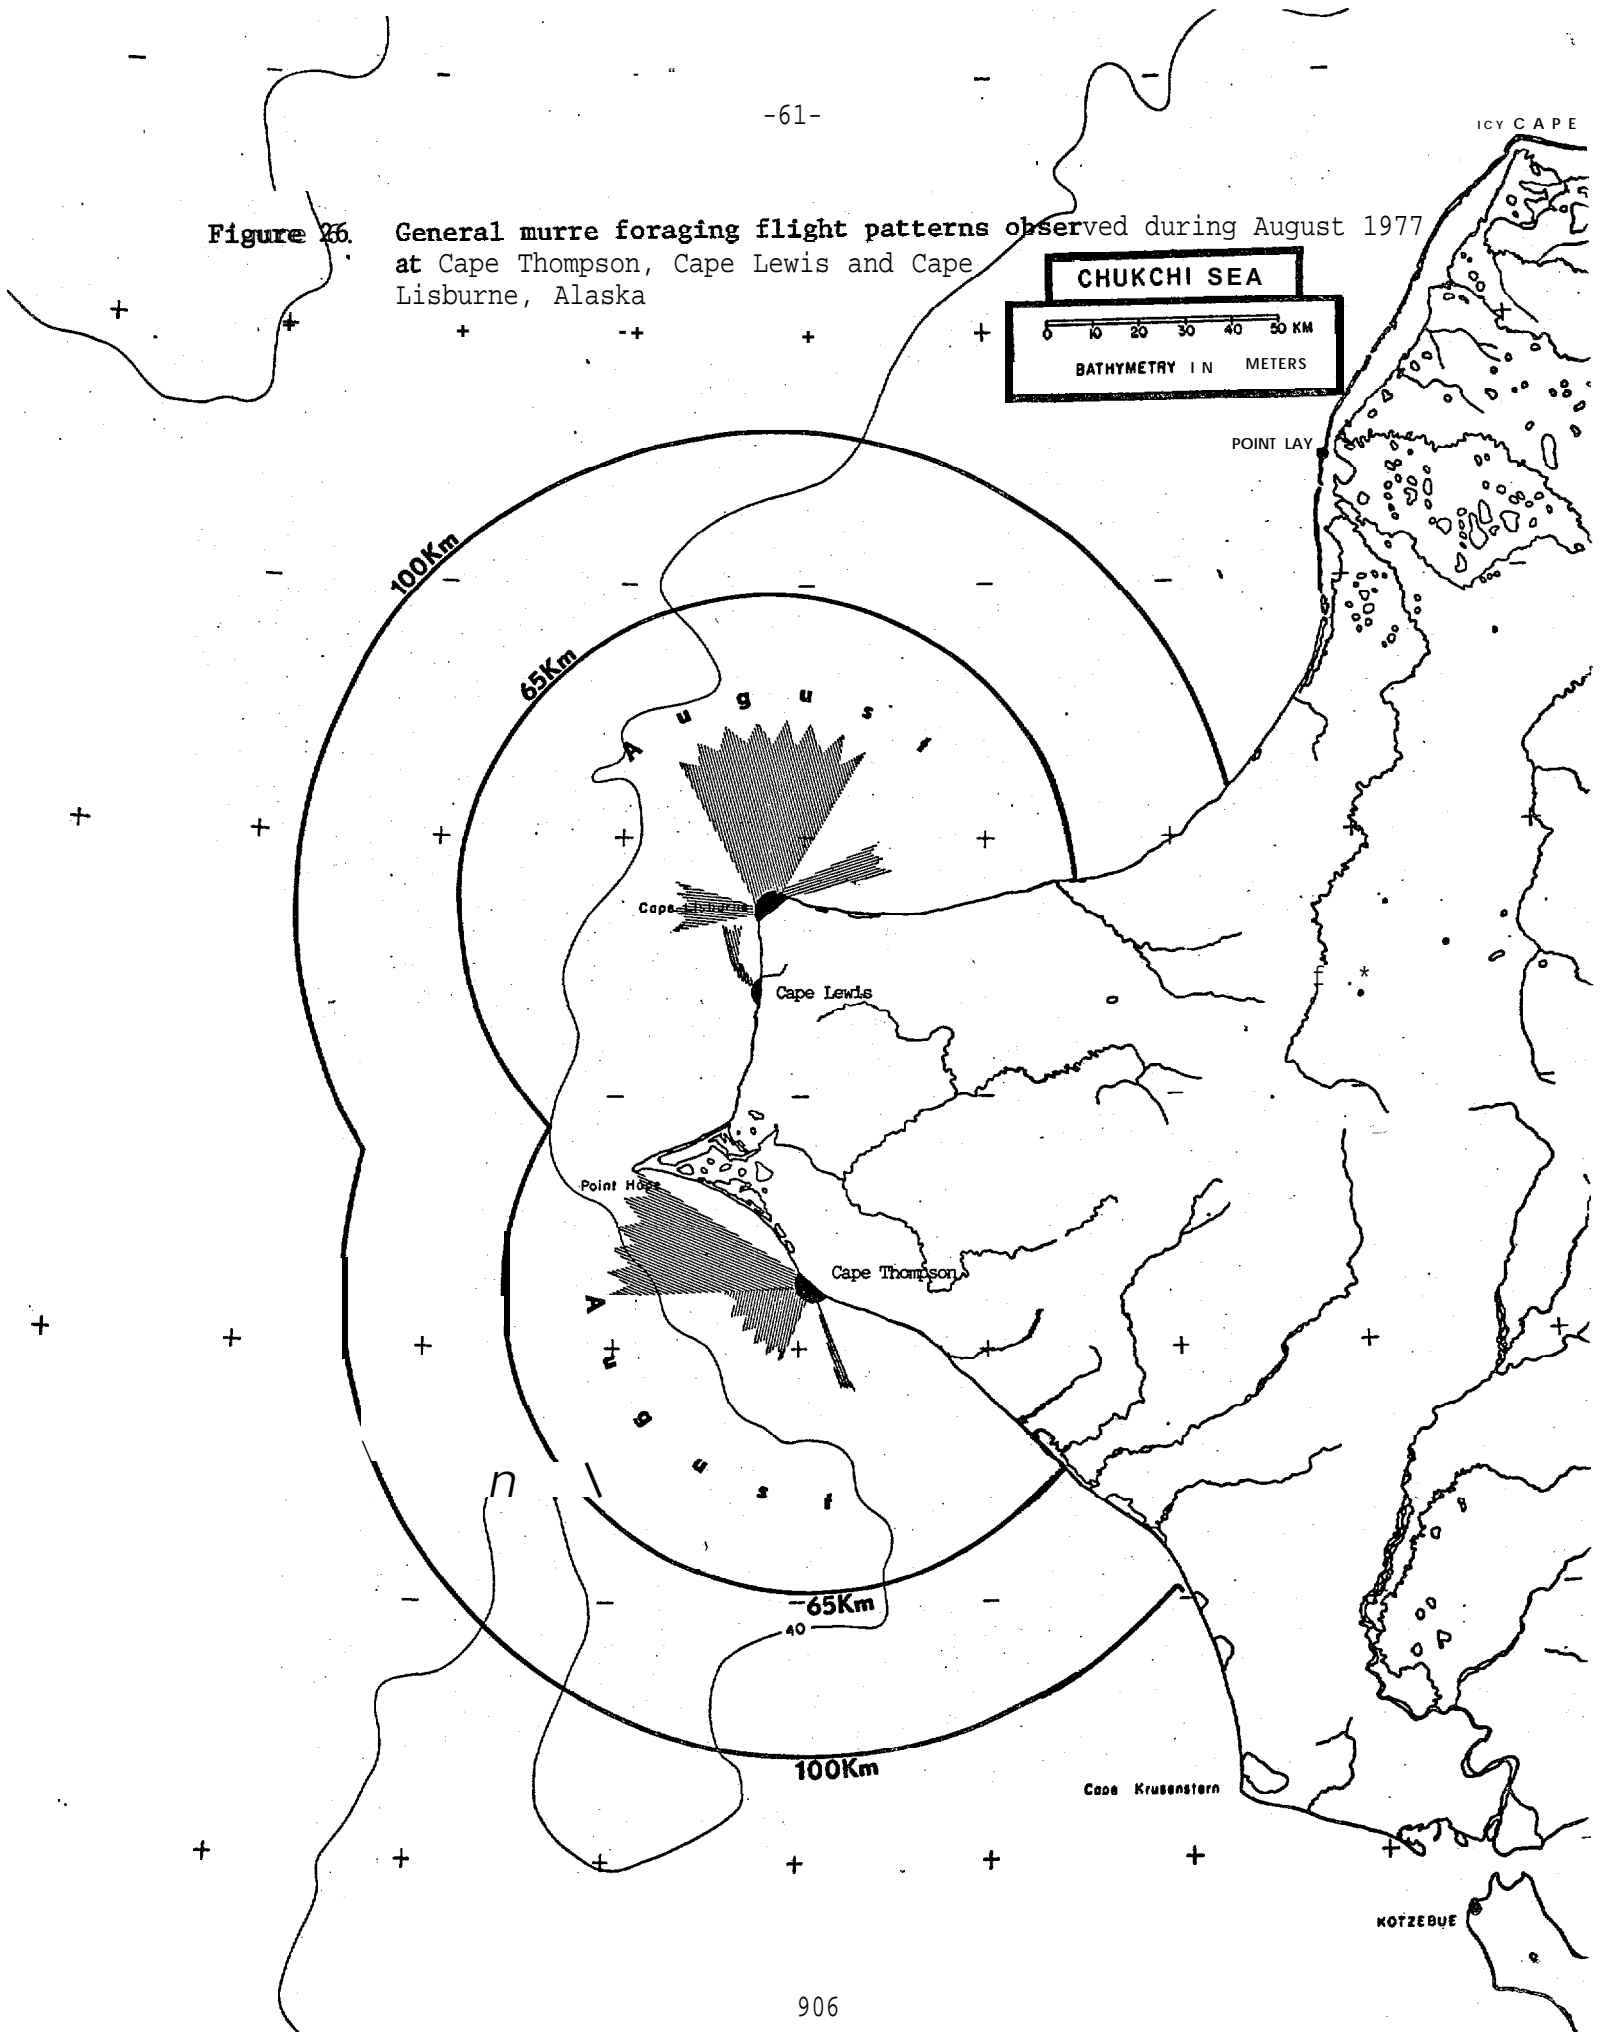 -61-
ICY CAPE
Figure 26. General murre foraging flight patterns observed during August 1977
at Cape Thompson, Cape Lewis and Cape
Lisburne, Alaska
CHUKCHI SEA
0 10 20 30 40 50 KM
BATHYMETRY IN METERS
POINT LAY
100Km
65Km
August
Cape Lisburne
Cape Lewis
Point Hope
Cape Thompson
August
65Km
40
100Km
Cape Krusenstern
KOTZEBUE
906